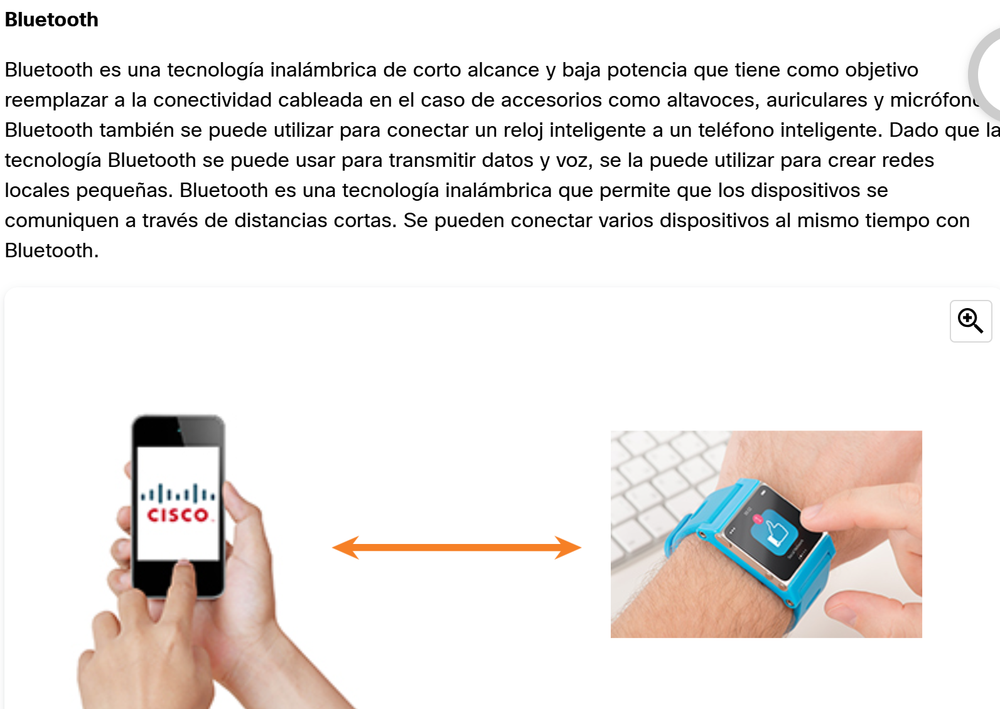 Bluetooth
Bluetooth es una tecnología inalámbrica de corto alcance y baja potencia que tiene como objetivo
reemplazar a la conectividad cableada en el caso de accesorios como altavoces, auriculares y
Bluetooth también se puede utilizar para conectar un reloj inteligente a un teléfono inteligente. Dado que la
tecnología Bluetooth se puede usar para transmitir datos y voz, se la puede utilizar para crear redes
locales pequeñas. Bluetooth es una tecnología inalámbrica que permite que los dispositivos se
comuniquen a través de distancias cortas. Se pueden conectar varios dispositivos al mismo tiempo con
Bluetooth.
CISCO